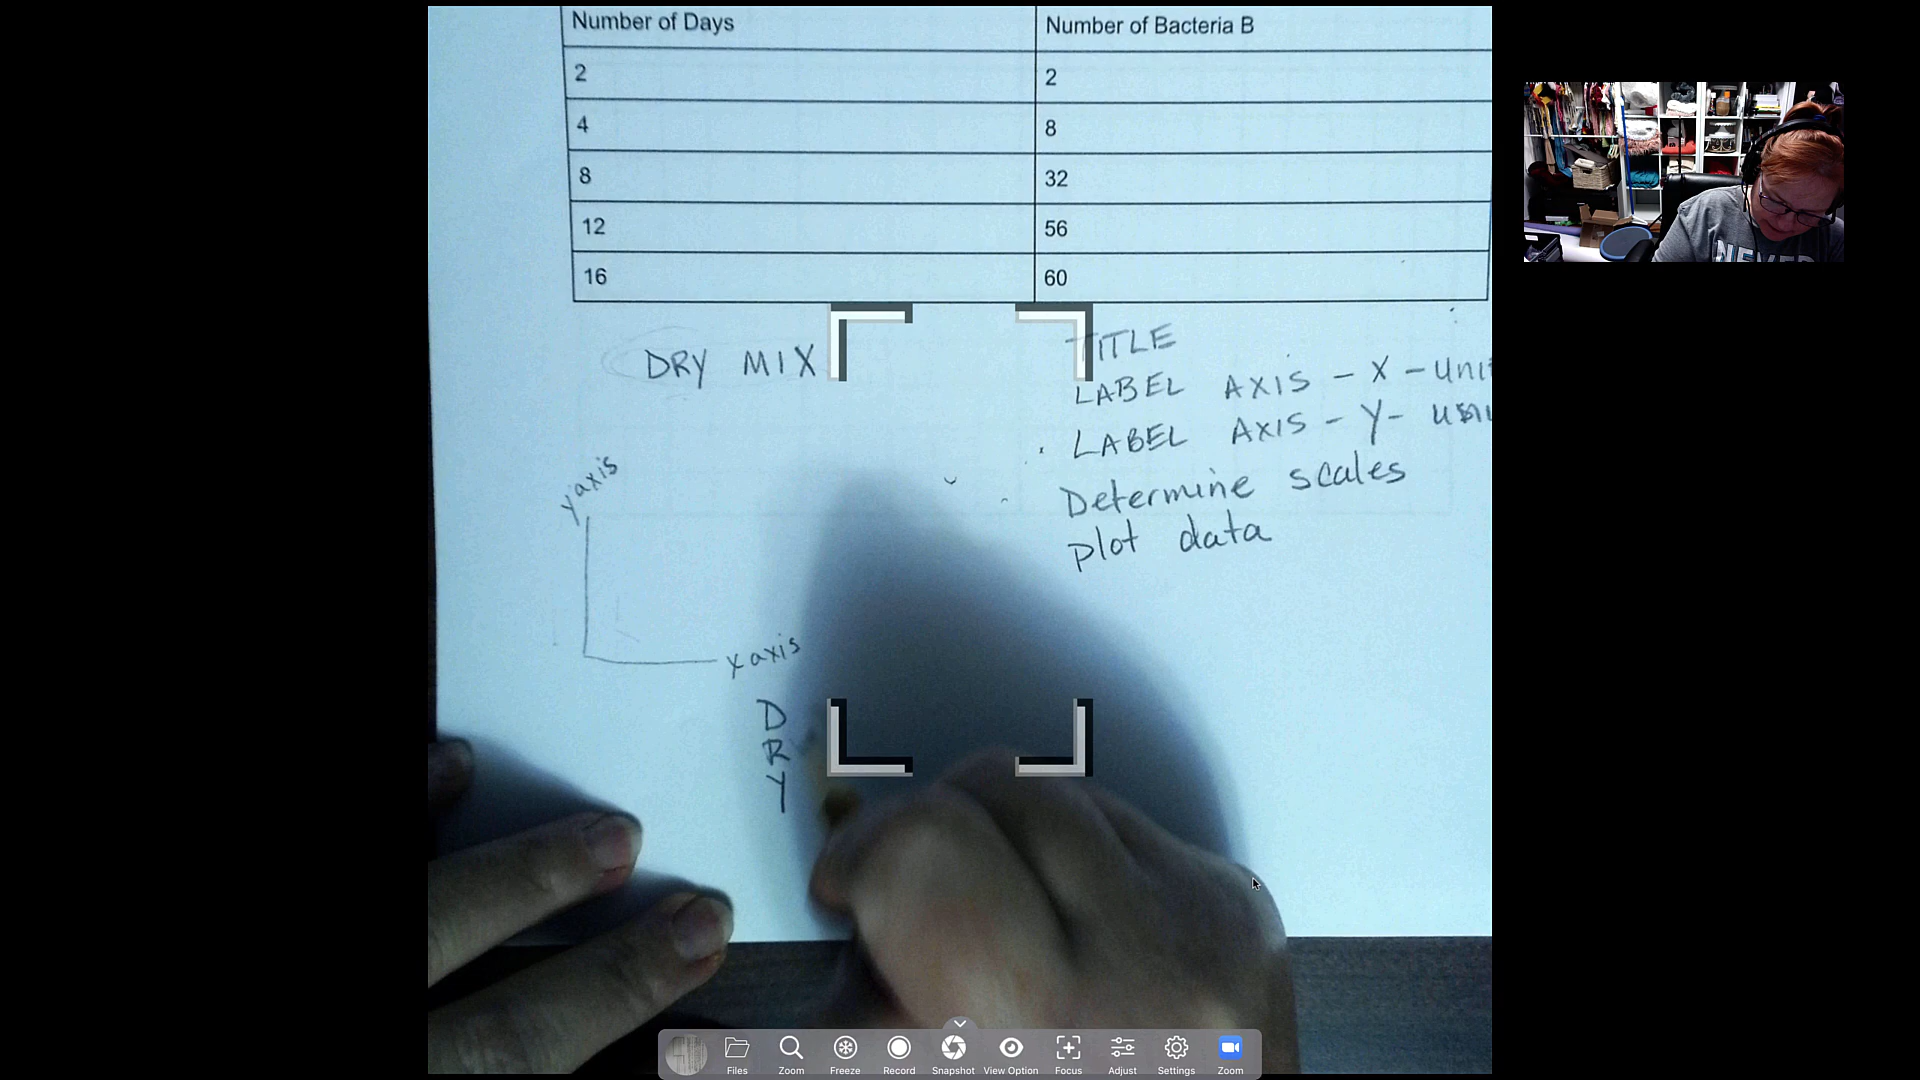 Number of Days Number of Bacteria B
2 2
4 8
8 32
12 56
16 60
DRY MIX
TITLE
LABEL AXIS - X - uni
LABEL AXIS - Y -
Determine scales
plot data
y axis
x axis
D
R
Y
NEVER
Files Zoom Freeze Record Snapshot View Option Focus Adjust Settings Zoom